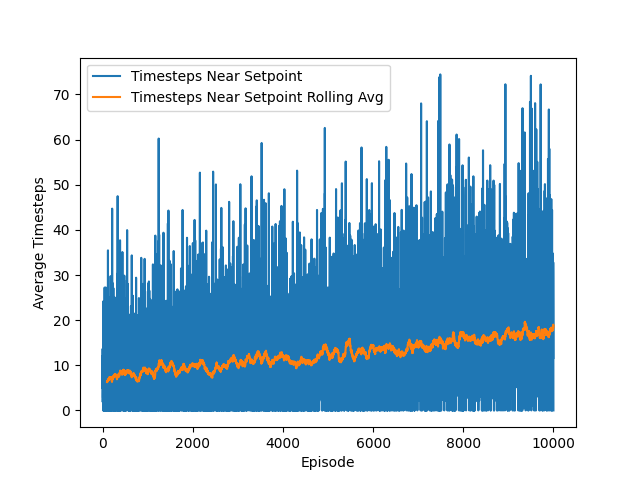 Timesteps Near Setpoint
Timesteps Near Setpoint Rolling Avg
70
60
50
40
30
20
10
0
Average Timesteps
0 2000 4000 6000 8000 10000
Episode